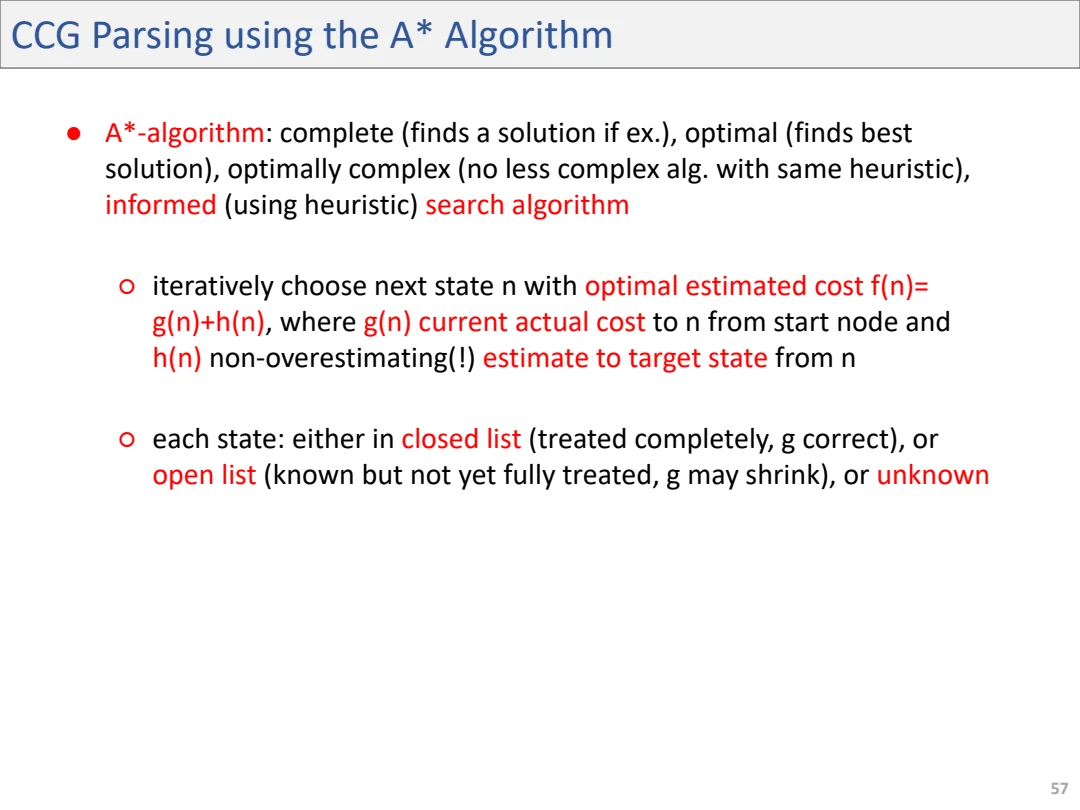 CCG Parsing using the A* Algorithm
● A*-algorithm: complete (finds a solution if ex.), optimal (finds best
solution), optimally complex (no less complex alg. with same heuristic),
informed (using heuristic) search algorithm
○ iteratively choose next state n with optimal estimated cost f(n)=
g(n)+h(n), where g(n) current actual cost to n from start node and
h(n) non-overestimating(!) estimate to target state from n
○ each state: either in closed list (treated completely, g correct), or
open list (known but not yet fully treated, g may shrink), or unknown
57